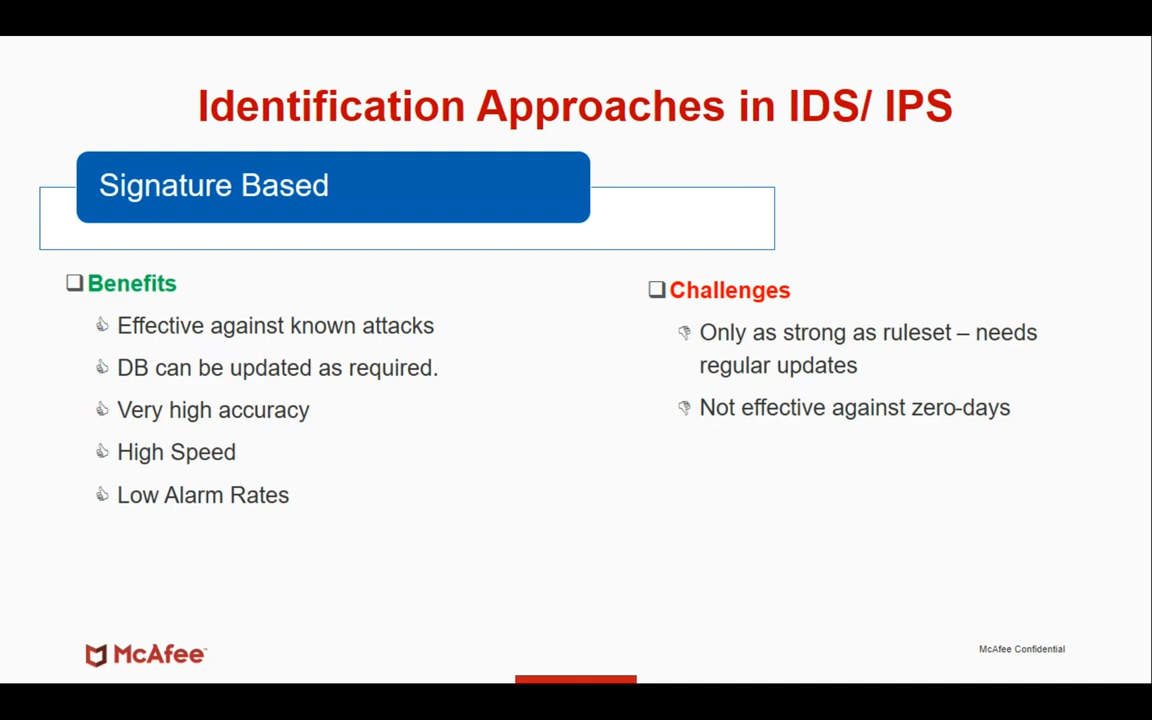 Identification Approaches in IDS/ IPS
Signature Based
Benefits
Effective against known attacks
DB can be updated as required.
Very high accuracy
High Speed
Low Alarm Rates
Challenges
Only as strong as ruleset – needs
regular updates
Not effective against zero-days
McAfee™
McAfee Confidential